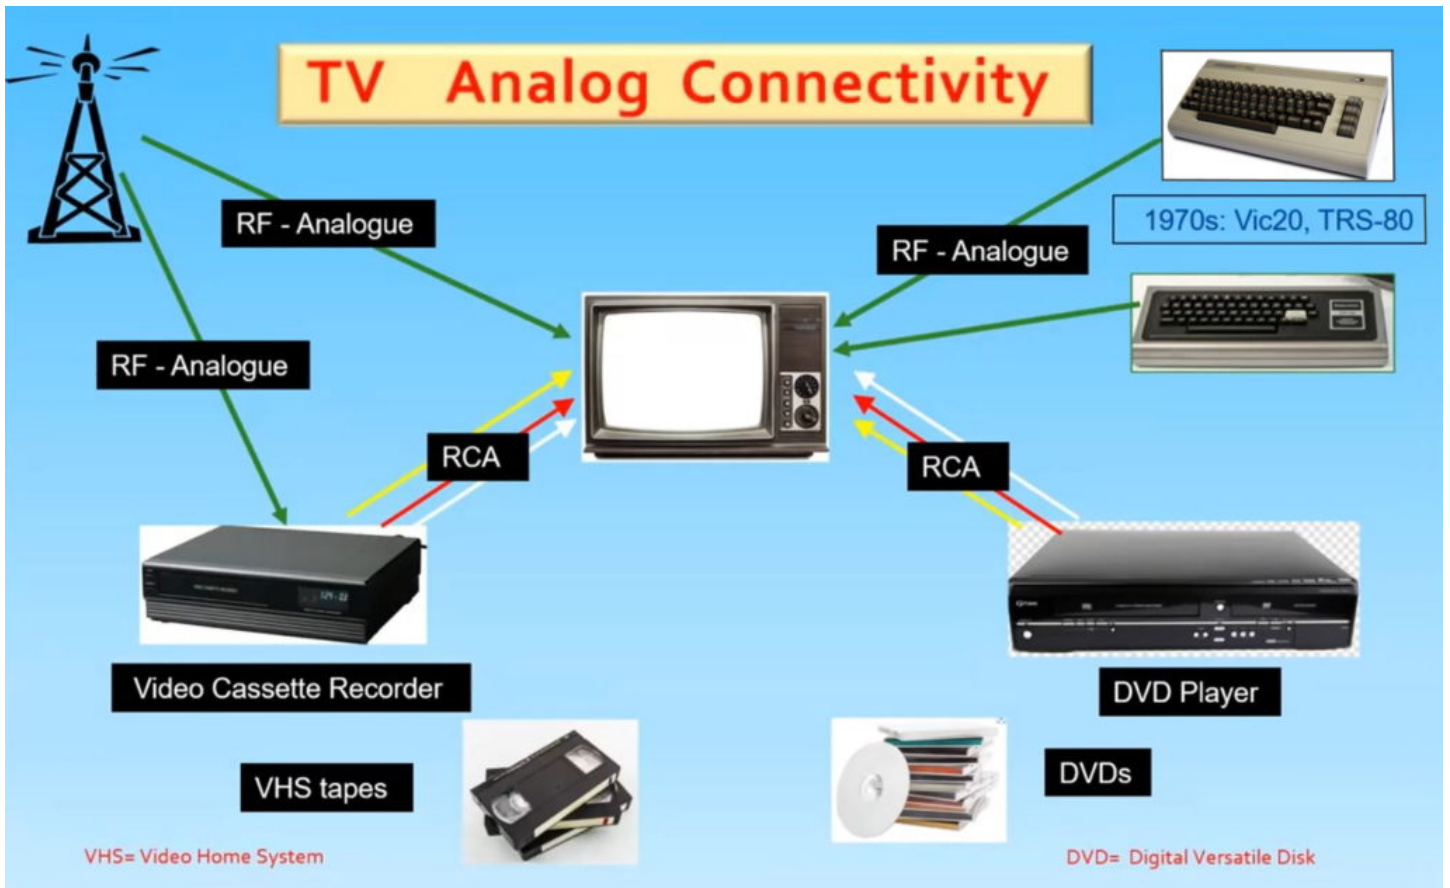 TV Analog Connectivity
1970s: Vic20, TRS-80
RF - Analogue
RF - Analogue
RF - Analogue
RCA
RCA
Video Cassette Recorder
DVD Player
VHS tapes
DVDs
VHS= Video Home System
DVD= Digital Versatile Disk